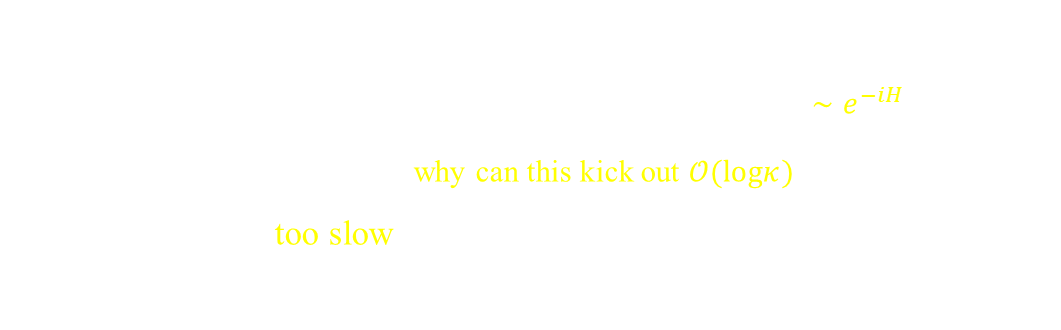 ~ e^{-iH}
why can this kick out 𝒪(logκ)
too slow